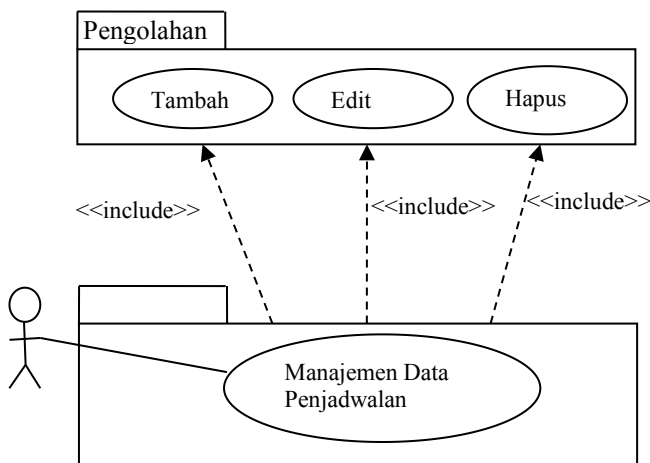 Pengolahan
Tambah
Edit
Hapus
<<include>>
<<include>>
<<include>>
Manajemen Data
Penjadwalan